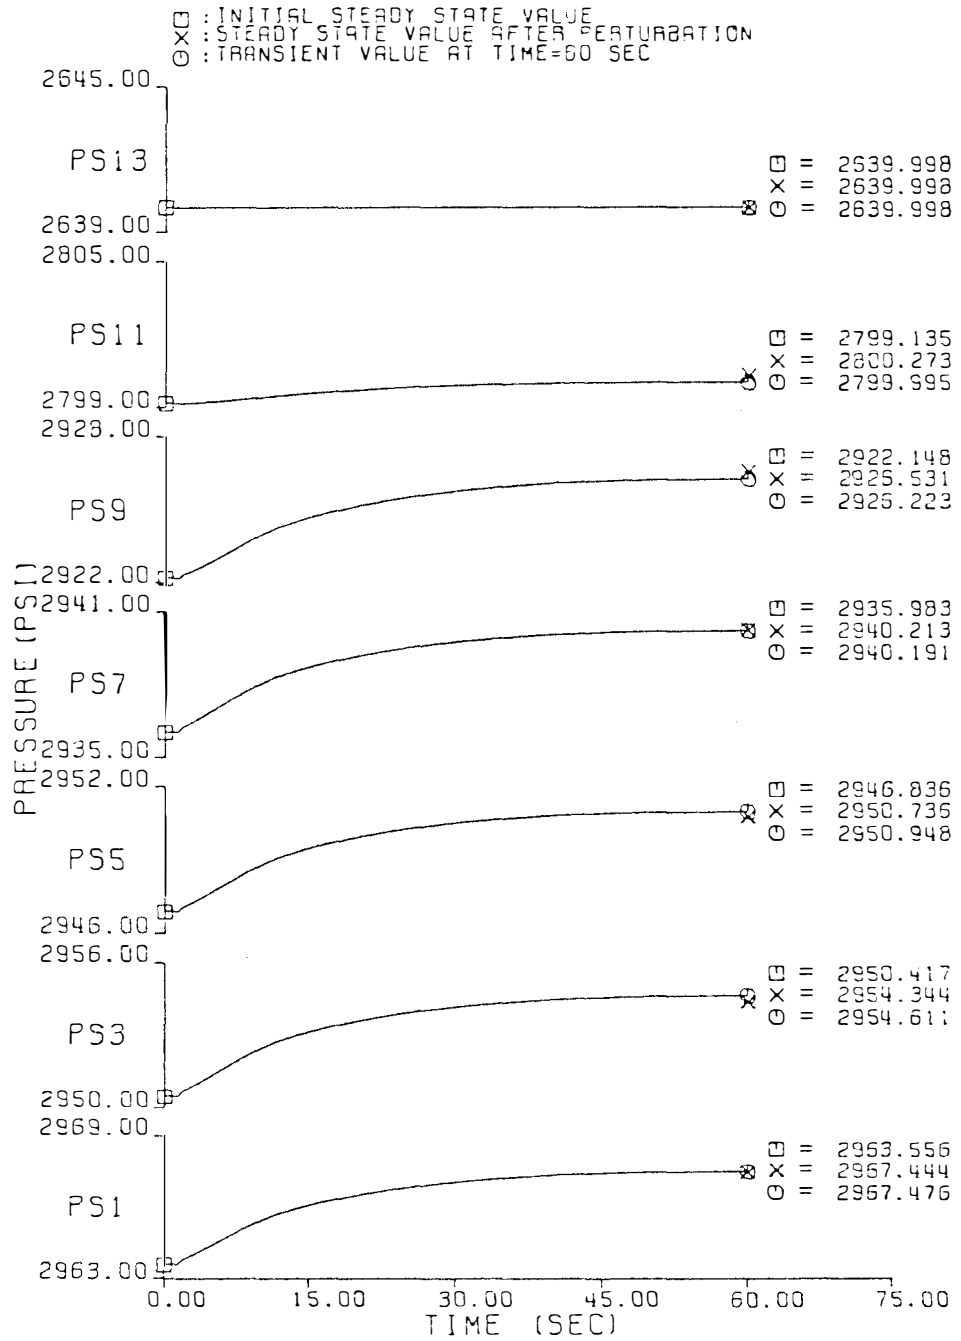 □ : INITIAL STEADY STATE VALUE
× : STEADY STATE VALUE AFTER PERTURBATION
○ : TRANSIENT VALUE AT TIME=60 SEC
2645.00
PS13
□ = 2639.998
× = 2639.998
○ = 2639.998
2639.00
2805.00
PS11
□ = 2799.135
× = 2800.273
○ = 2799.995
2799.00
2928.00
PS9
□ = 2922.148
× = 2925.531
○ = 2925.223
2922.00
PRESSURE (PSI)
2941.00
PS7
□ = 2935.983
× = 2940.213
○ = 2940.191
2935.00
2952.00
PS5
□ = 2946.836
× = 2950.736
○ = 2950.948
2946.00
2956.00
PS3
□ = 2950.417
× = 2954.344
○ = 2954.611
2950.00
2969.00
PS1
□ = 2963.556
× = 2967.444
○ = 2967.476
2963.00
0.00 15.00 30.00 45.00 60.00 75.00
TIME (SEC)